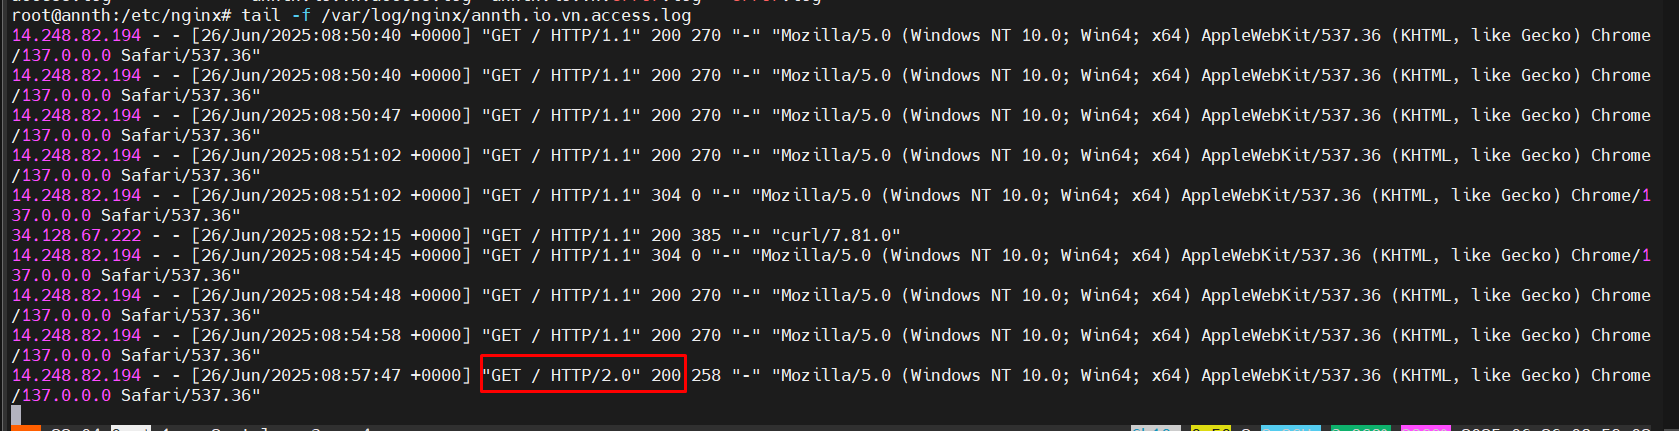 root@annth:/etc/nginx# tail -f /var/log/nginx/annth.io.vn.access.log
14.248.82.194 - - [26/Jun/2025:08:50:40 +0000] "GET / HTTP/1.1" 200 270 "-" "Mozilla/5.0 (Windows NT 10.0; Win64; x64) AppleWebKit/537.36 (KHTML, like Gecko) Chrome
/137.0.0.0 Safari/537.36"
14.248.82.194 - - [26/Jun/2025:08:50:40 +0000] "GET / HTTP/1.1" 200 270 "-" "Mozilla/5.0 (Windows NT 10.0; Win64; x64) AppleWebKit/537.36 (KHTML, like Gecko) Chrome
/137.0.0.0 Safari/537.36"
14.248.82.194 - - [26/Jun/2025:08:50:47 +0000] "GET / HTTP/1.1" 200 270 "-" "Mozilla/5.0 (Windows NT 10.0; Win64; x64) AppleWebKit/537.36 (KHTML, like Gecko) Chrome
/137.0.0.0 Safari/537.36"
14.248.82.194 - - [26/Jun/2025:08:51:02 +0000] "GET / HTTP/1.1" 200 270 "-" "Mozilla/5.0 (Windows NT 10.0; Win64; x64) AppleWebKit/537.36 (KHTML, like Gecko) Chrome
/137.0.0.0 Safari/537.36"
14.248.82.194 - - [26/Jun/2025:08:51:02 +0000] "GET / HTTP/1.1" 304 0 "-" "Mozilla/5.0 (Windows NT 10.0; Win64; x64) AppleWebKit/537.36 (KHTML, like Gecko) Chrome/1
37.0.0.0 Safari/537.36"
34.128.67.222 - - [26/Jun/2025:08:52:15 +0000] "GET / HTTP/1.1" 200 385 "-" "curl/7.81.0"
14.248.82.194 - - [26/Jun/2025:08:54:45 +0000] "GET / HTTP/1.1" 304 0 "-" "Mozilla/5.0 (Windows NT 10.0; Win64; x64) AppleWebKit/537.36 (KHTML, like Gecko) Chrome/1
37.0.0.0 Safari/537.36"
14.248.82.194 - - [26/Jun/2025:08:54:48 +0000] "GET / HTTP/1.1" 200 270 "-" "Mozilla/5.0 (Windows NT 10.0; Win64; x64) AppleWebKit/537.36 (KHTML, like Gecko) Chrome
/137.0.0.0 Safari/537.36"
14.248.82.194 - - [26/Jun/2025:08:54:58 +0000] "GET / HTTP/1.1" 200 270 "-" "Mozilla/5.0 (Windows NT 10.0; Win64; x64) AppleWebKit/537.36 (KHTML, like Gecko) Chrome
/137.0.0.0 Safari/537.36"
14.248.82.194 - - [26/Jun/2025:08:57:47 +0000] "GET / HTTP/2.0" 200 258 "-" "Mozilla/5.0 (Windows NT 10.0; Win64; x64) AppleWebKit/537.36 (KHTML, like Gecko) Chrome
/137.0.0.0 Safari/537.36"